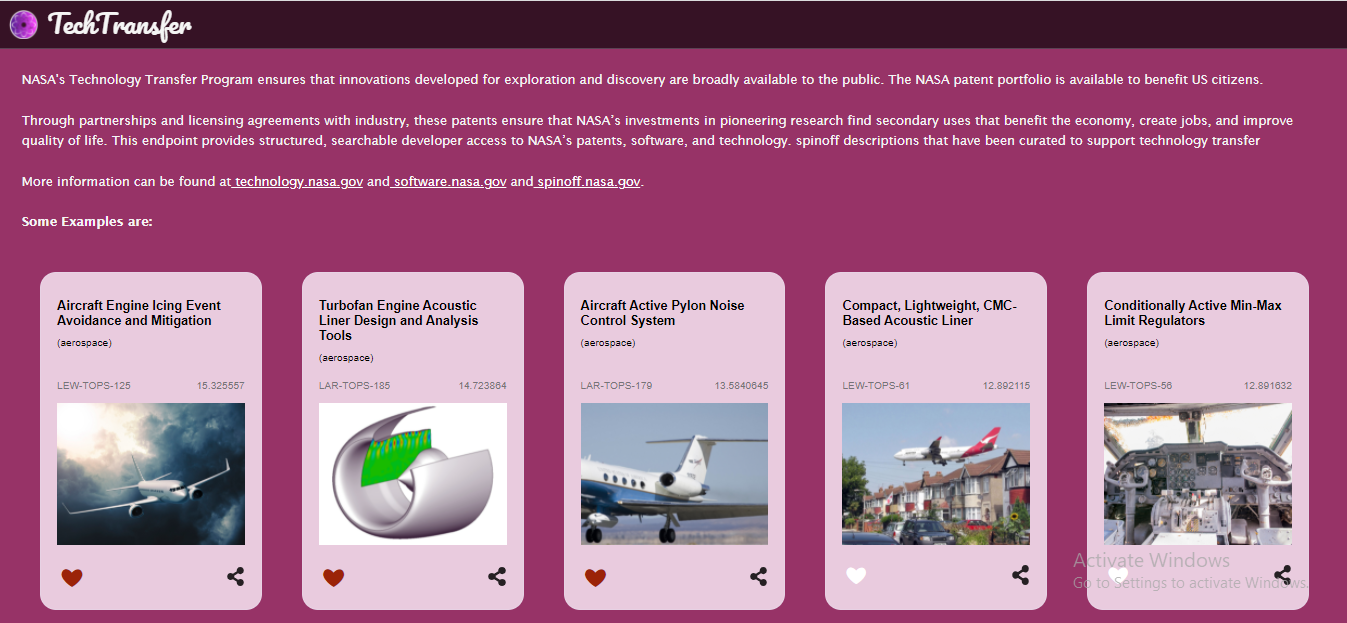 TechTransfer
NASA's Technology Transfer Program ensures that innovations developed for exploration and discovery are broadly available to the public. The NASA patent portfolio is available to benefit US citizens.
Through partnerships and licensing agreements with industry, these patents ensure that NASA's investments in pioneering research find secondary uses that benefit the economy, create jobs, and improve
quality of life. This endpoint provides structured, searchable developer access to NASA's patents, software, and technology. spinoff descriptions that have been curated to support technology transfer
More information can be found at technology.nasa.gov and software.nasa.gov and spinoff.nasa.gov.
Some Examples are:
Aircraft Engine Icing Event
Avoidance and Mitigation
(aerospace)
LEW-TOPS-125 15.325557
Turbofan Engine Acoustic
Liner Design and Analysis
Tools
(aerospace)
LAR-TOPS-185 14.723864
Aircraft Active Pylon Noise
Control System
(aerospace)
LAR-TOPS-179 13.5840645
Compact, Lightweight, CMC-
Based Acoustic Liner
(aerospace)
LEW-TOPS-61 12.892115
Conditionally Active Min-Max
Limit Regulators
(aerospace)
LEW-TOPS-56 12.891632
Activate Windows
Go to Settings to activate Windows.